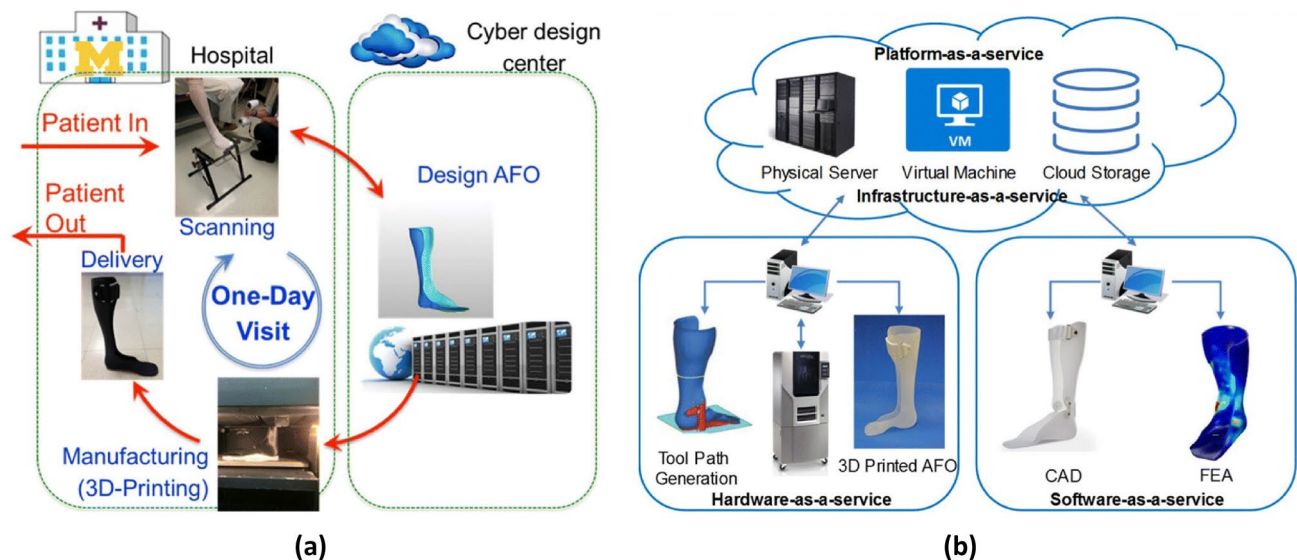 M
Hospital
Cyber design
center
Patient In
Patient
Out
Scanning
Design AFO
Delivery
One-Day
Visit
Manufacturing
(3D-Printing)
(a)
Platform-as-a-service
VM
Physical Server
Virtual Machine
Cloud Storage
Infrastructure-as-a-service
Tool Path
Generation
3D Printed AFO
Hardware-as-a-service
CAD
FEA
Software-as-a-service
(b)